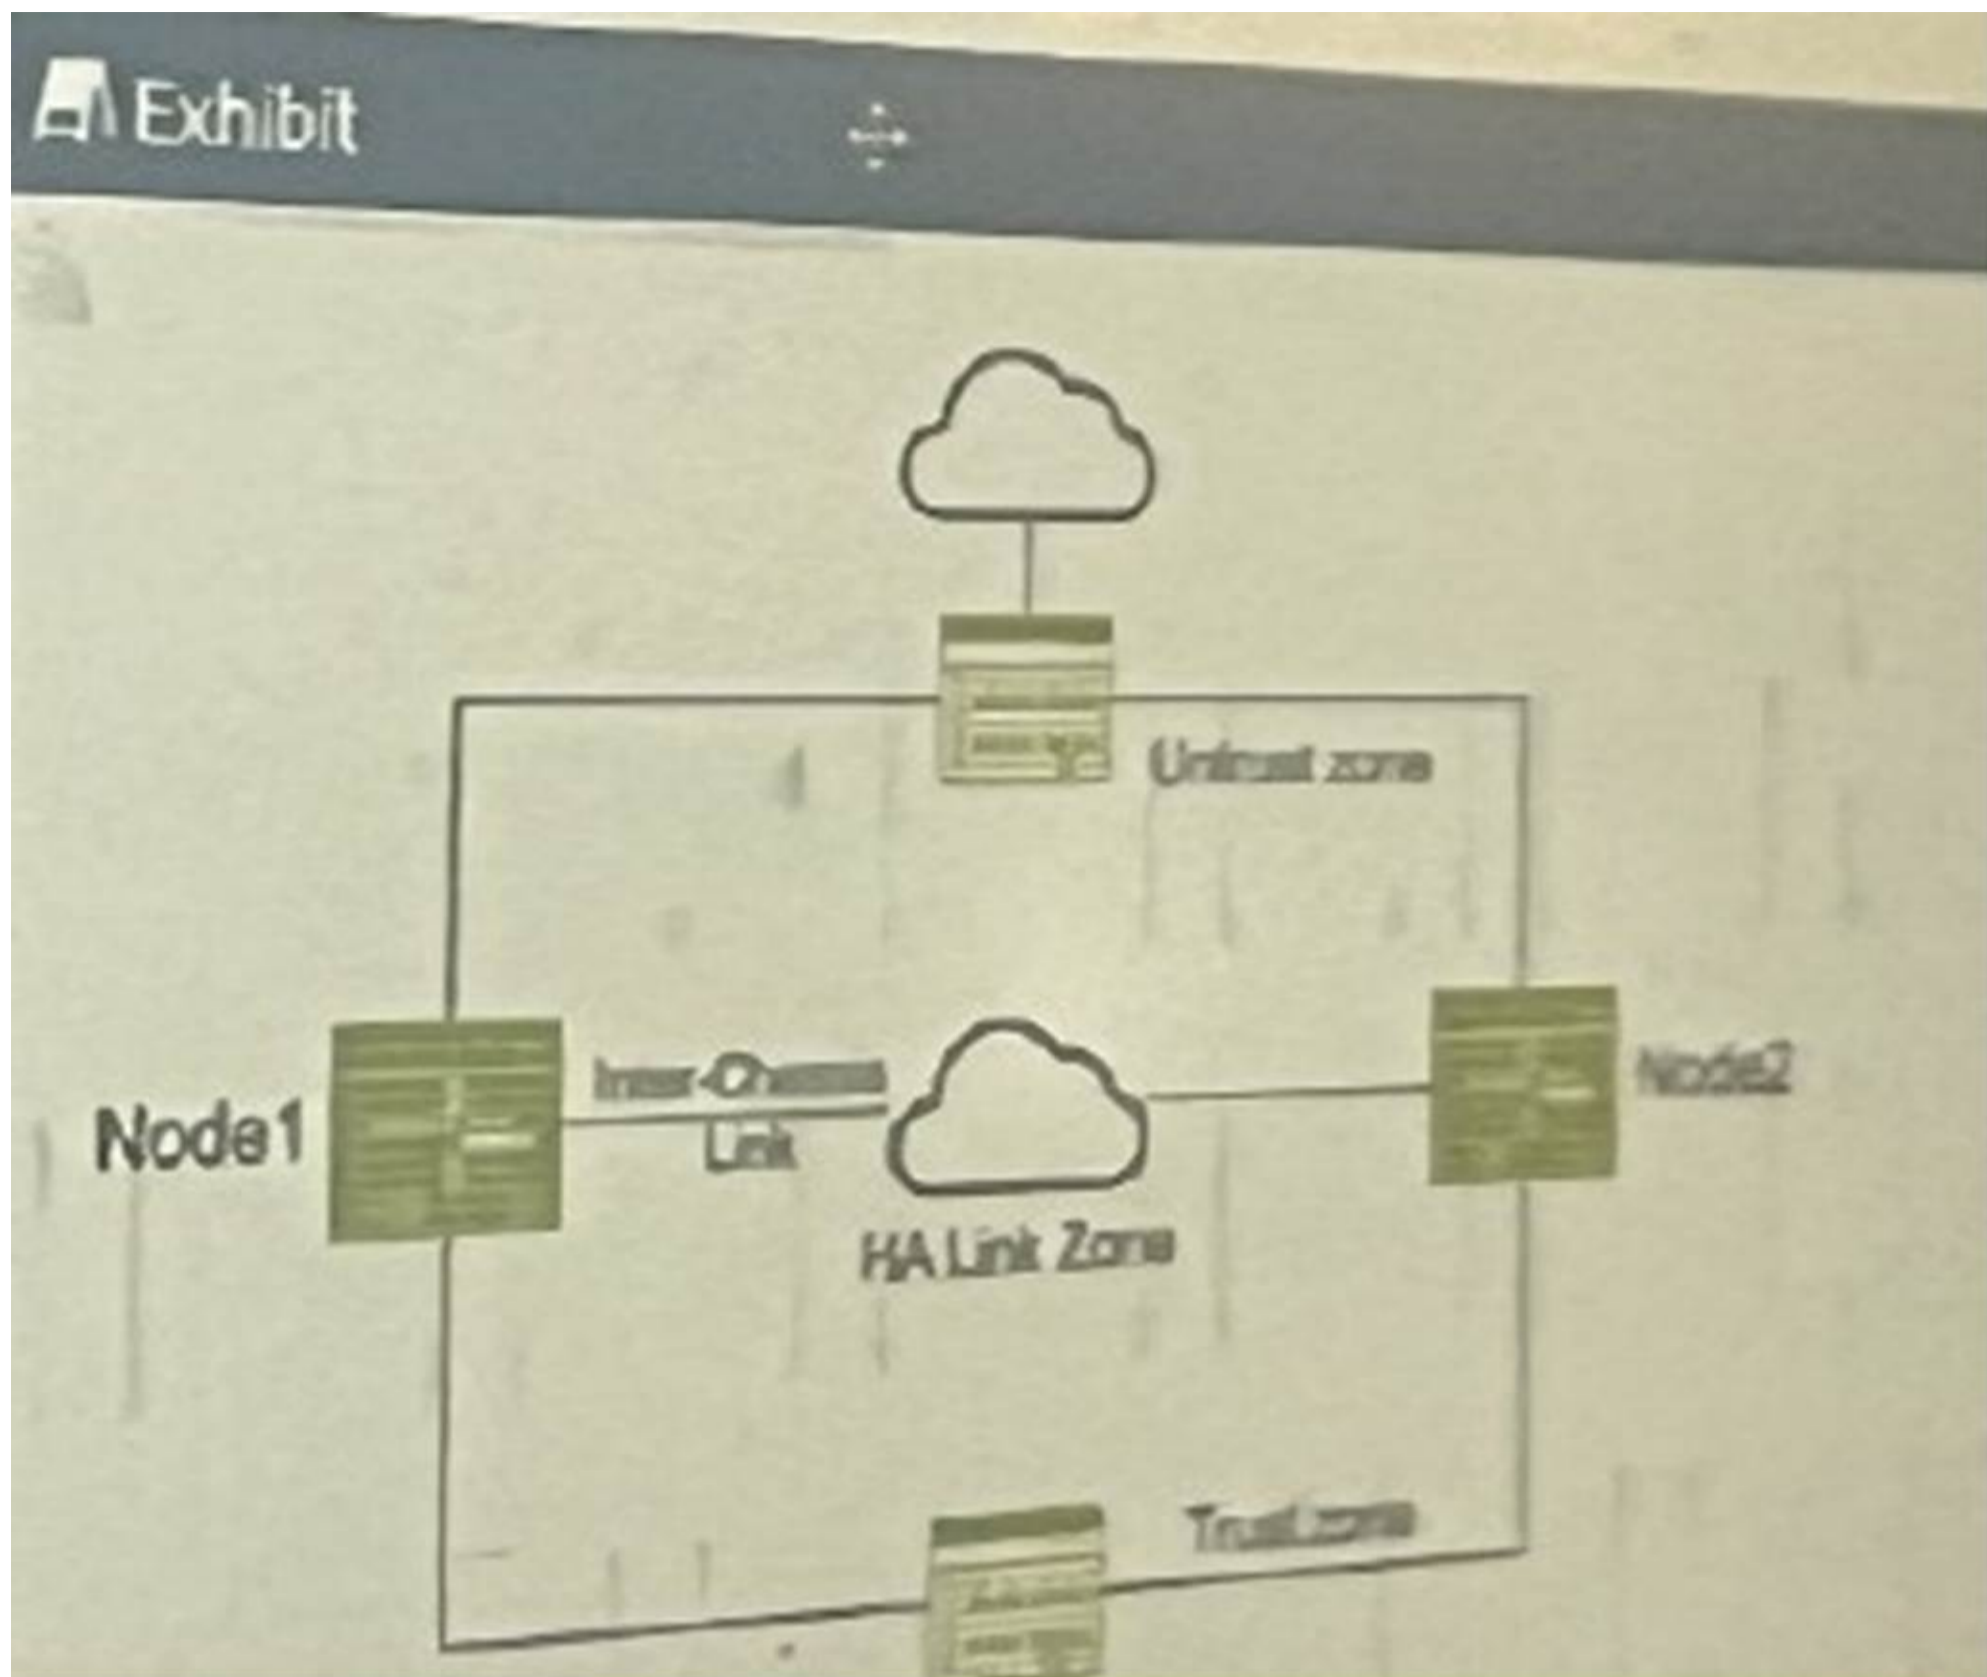 Exhibit
Untrust zone
Inter-Chassis
Link
Node1
Node2
HA Link Zone
Trust zone